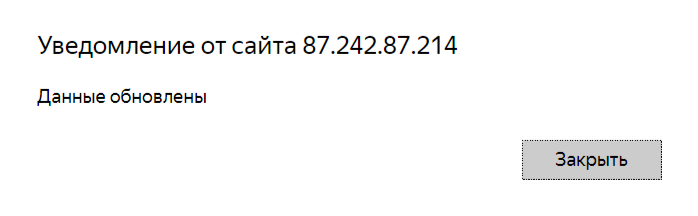 Уведомление от сайта 87.242.87.214
Данные обновлены
Закрыть